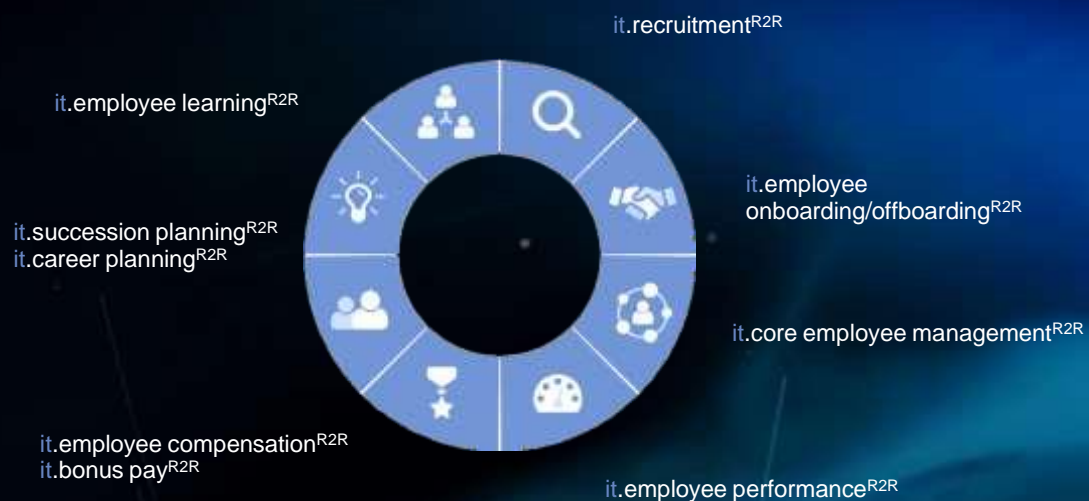 it.recruitmentR2R
it.employee learningR2R
it.employee
onboarding/offboardingR2R
it.succession planningR2R
it.career planningR2R
it.core employee managementR2R
it.employee compensationR2R
it.bonus payR2R
it.employee performanceR2R